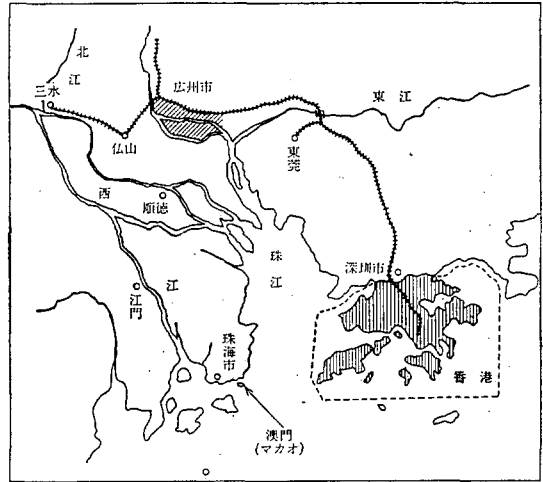 北江
三水
広州市
東江
仏山
東莞
西江
順徳
珠江
深圳市
江門
珠海市
香港
澳門
(マカオ)